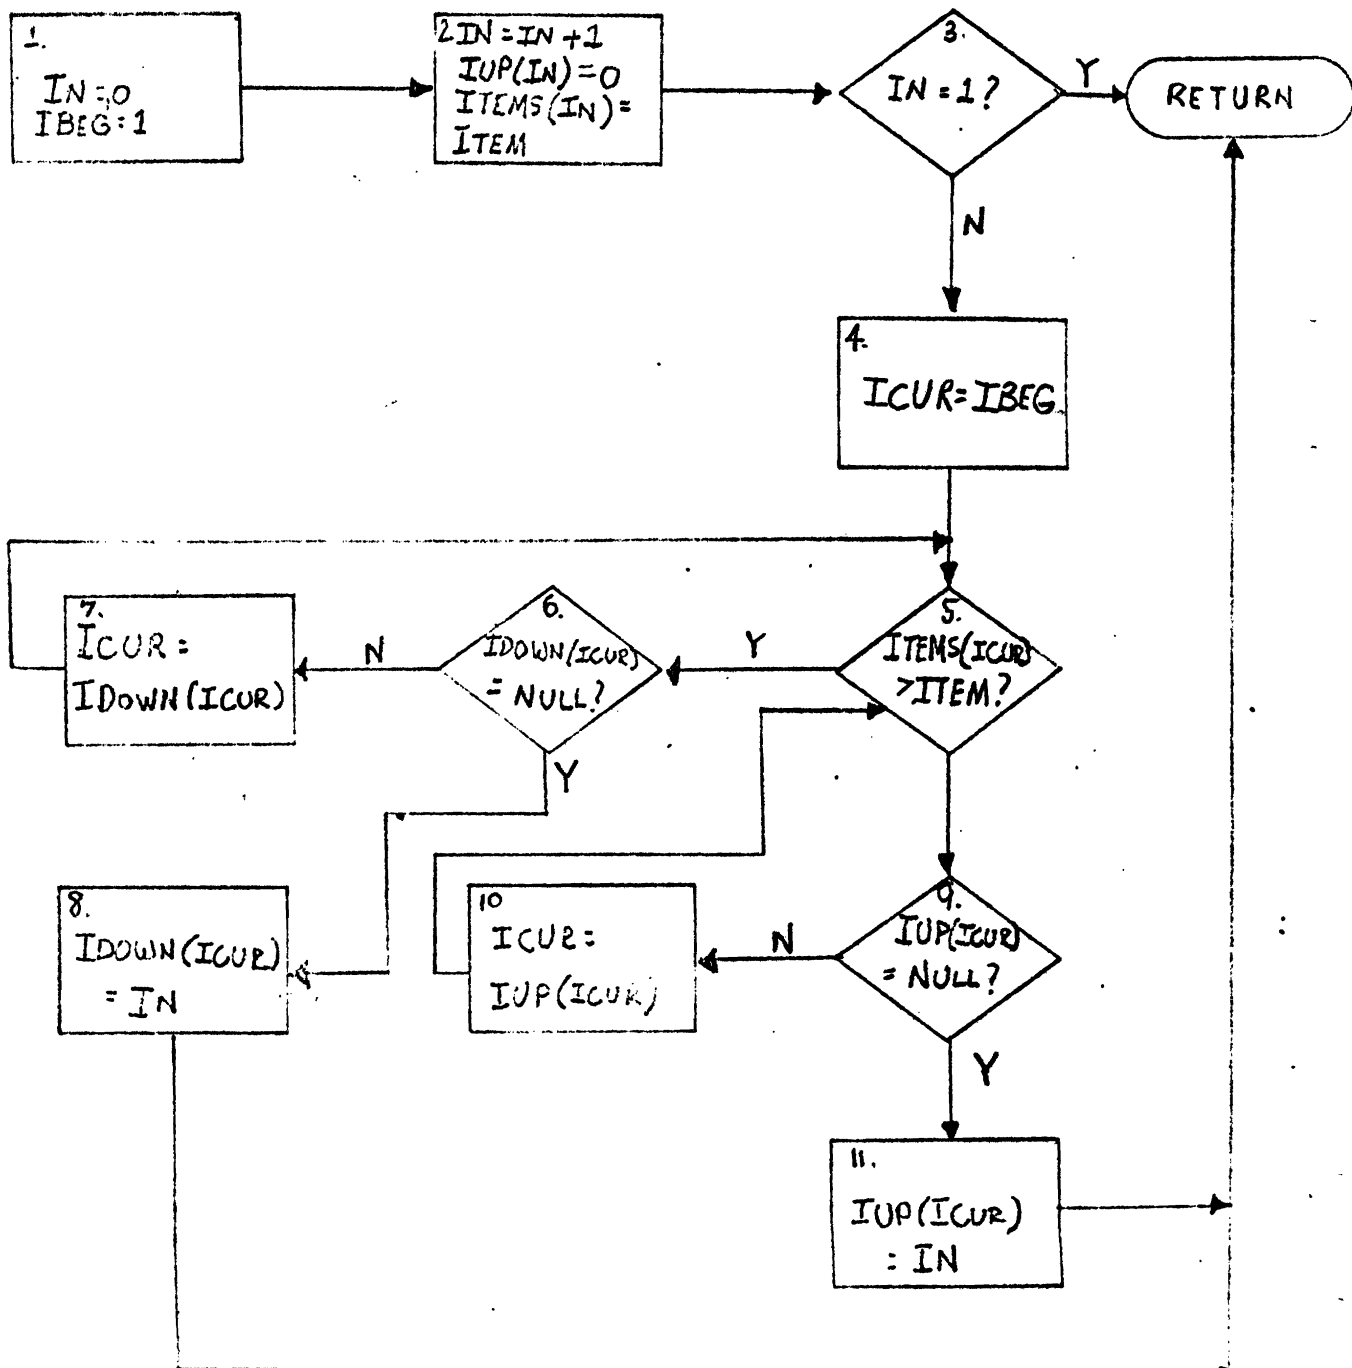 1.
IN=0
IBEG=1
2 IN=IN+1
IUP(IN)=0
ITEMS(IN)=
ITEM
3.
IN=1?
Y
RETURN
N
4.
ICUR=IBEG
5.
ITEMS(ICUR)
>ITEM?
Y
6.
IDOWN(ICUR)
=NULL?
N
7.
ICUR=
IDOWN(ICUR)
Y
8.
IDOWN(ICUR)
=IN
9.
IUP(ICUR)
=NULL?
N
10
ICUR=
IUP(ICUR)
Y
11.
IUP(ICUR)
=IN